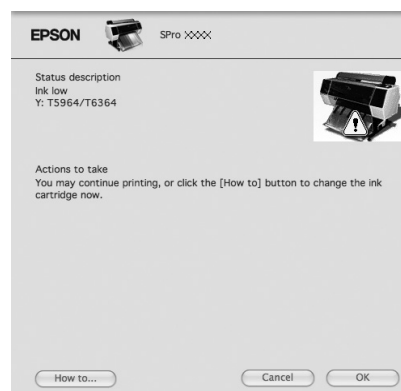 EPSON
SPro XXXX
Status description
Ink low
Y: T5964/T6364
Actions to take
You may continue printing, or click the [How to] button to change the ink
cartridge now.
How to...
Cancel
OK